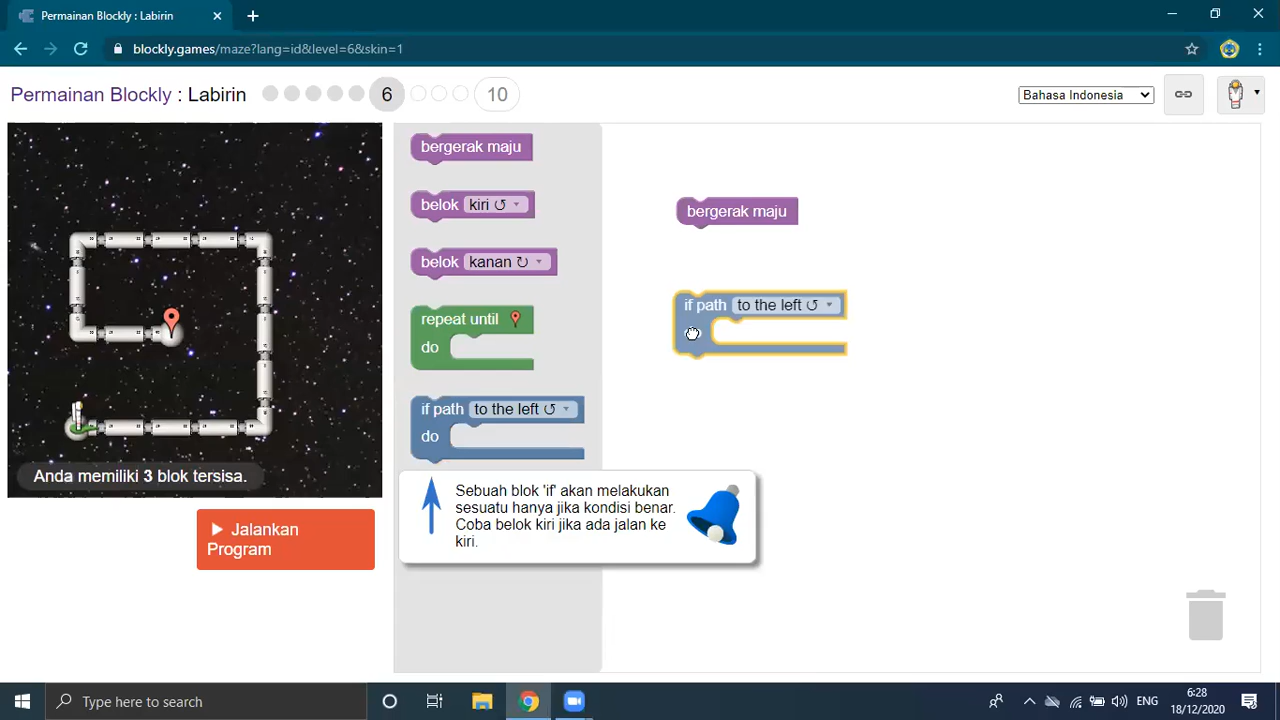 Permainan Blockly : Labirin
blockly.games/maze?lang=id&level=6&skin=1
Permainan Blockly : Labirin
6
10
Bahasa Indonesia
bergerak maju
belok kiri ↺
belok kanan ↻
repeat until
do
if path to the left ↺
do
bergerak maju
if path to the left ↺
Anda memiliki 3 blok tersisa.
Jalankan
Program
Sebuah blok 'if' akan melakukan
sesuatu hanya jika kondisi benar.
Coba belok kiri jika ada jalan ke
kiri.
Type here to search
ENG
6:28
18/12/2020